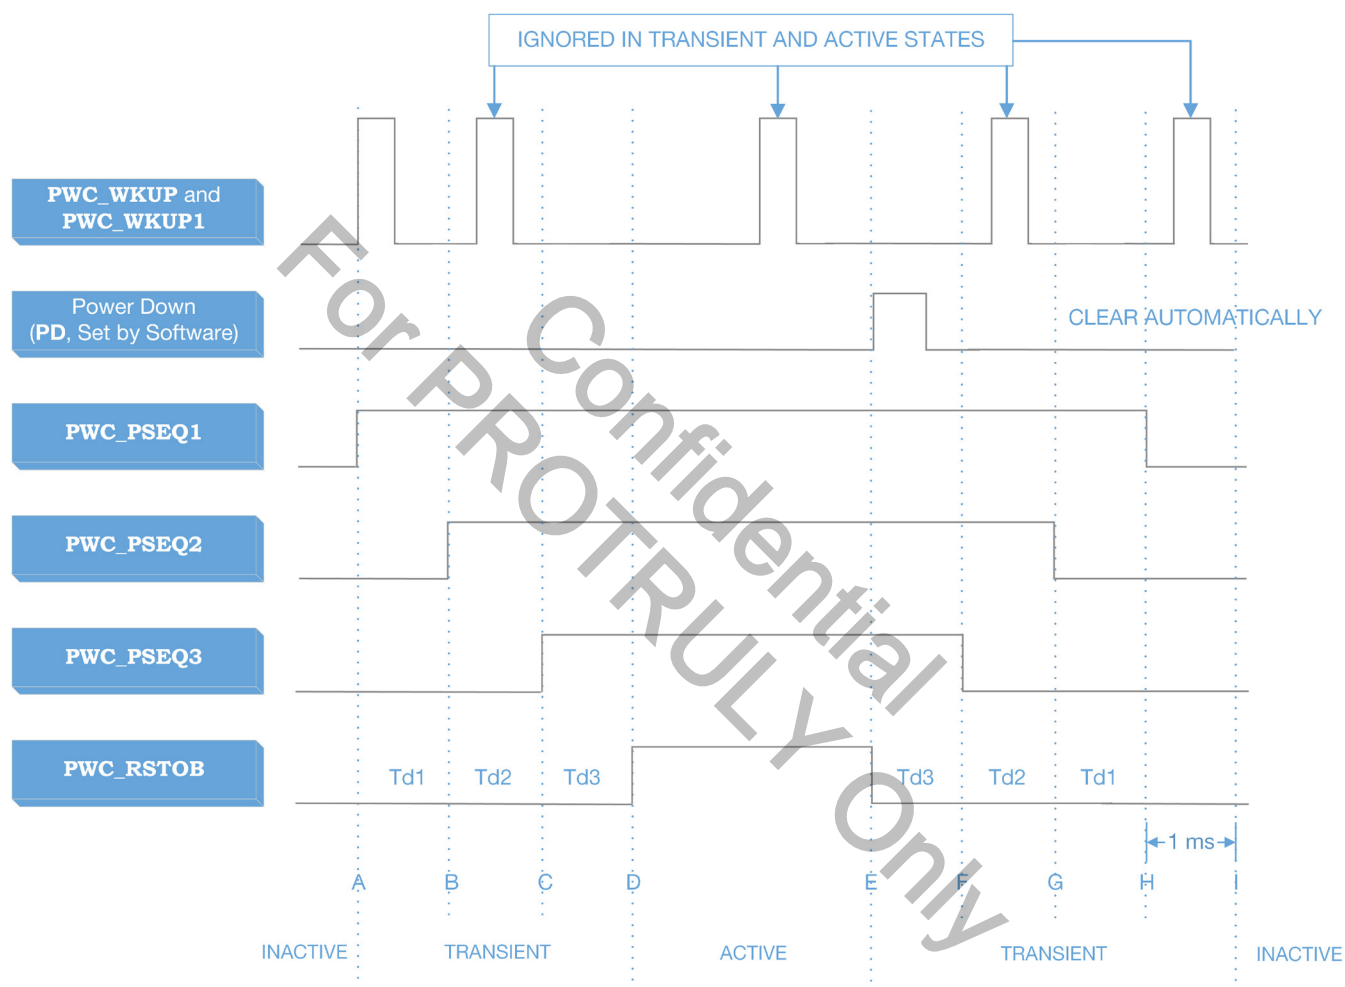 IGNORED IN TRANSIENT AND ACTIVE STATES
PWC_WKUP and
PWC_WKUP1
Power Down
(PD, Set by Software)
CLEAR AUTOMATICALLY
PWC_PSEQ1
PWC_PSEQ2
PWC_PSEQ3
PWC_RSTOB
Td1 Td2 Td3 Td3 Td2 Td1
1 ms
A B C D E F G H I
INACTIVE TRANSIENT ACTIVE TRANSIENT INACTIVE
Confidential
For PROTRULY Only